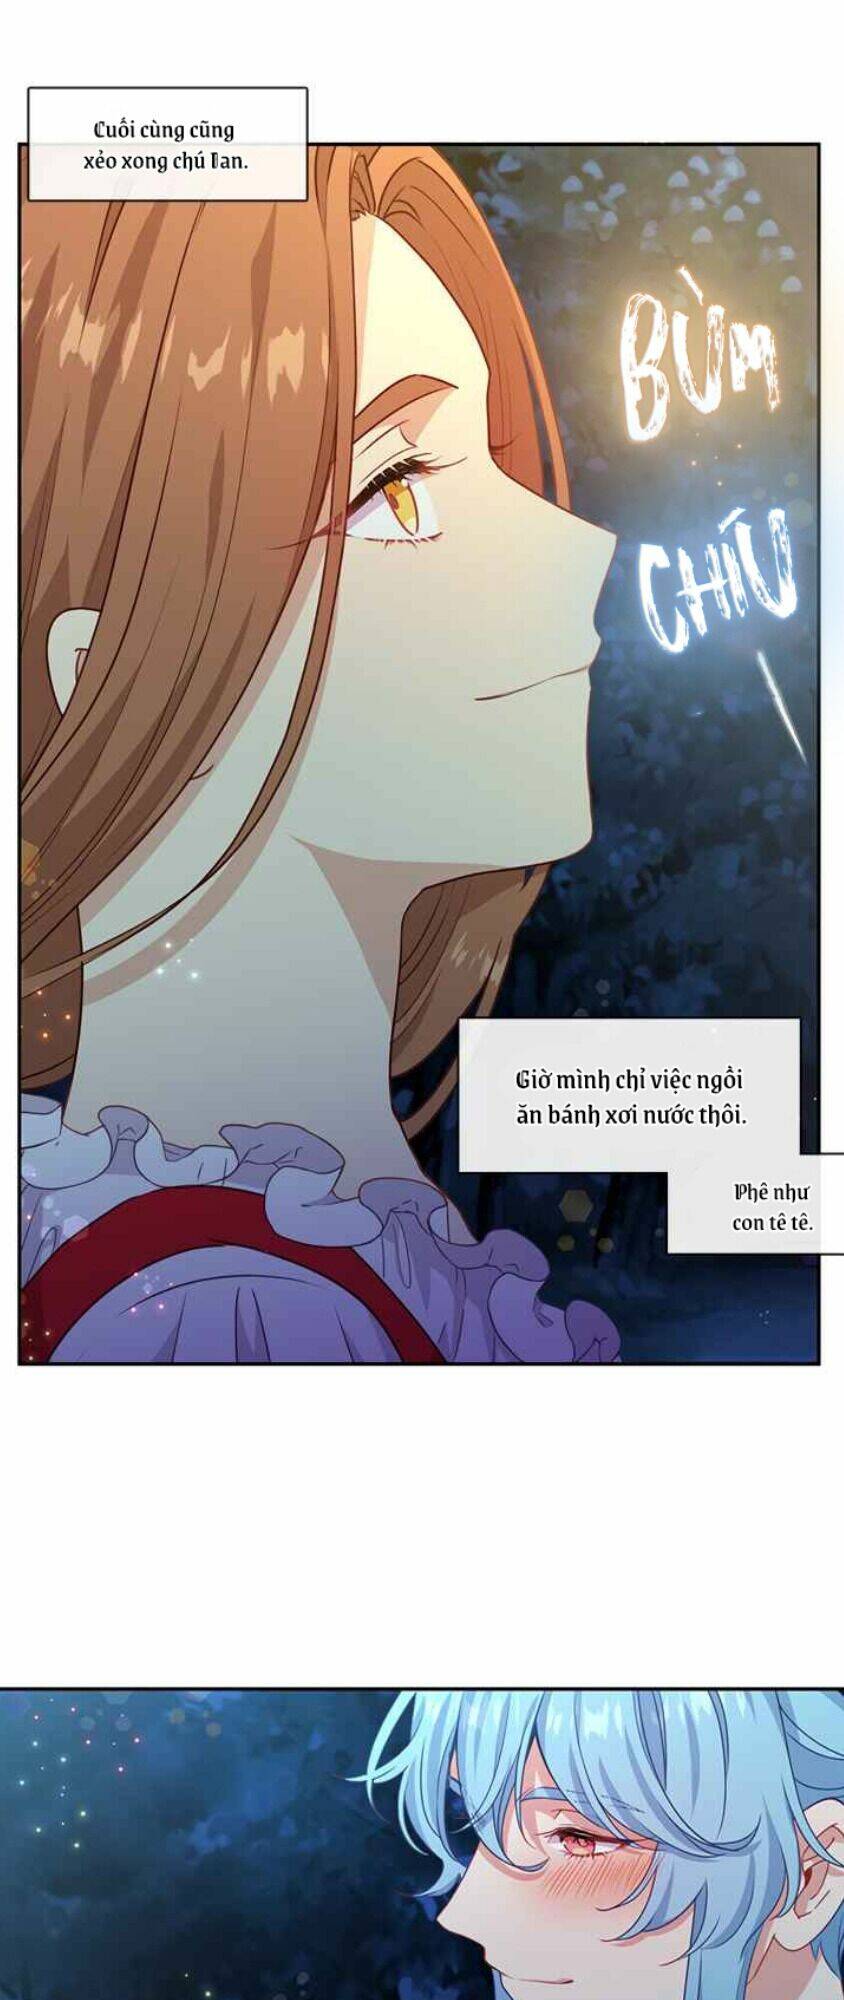 Cuối cùng cũng
xẻo xong chú Ian.
BÙM
CHÍU
Giờ mình chỉ việc ngồi
ăn bánh xơi nước thôi.
Phê như
con tê tê.